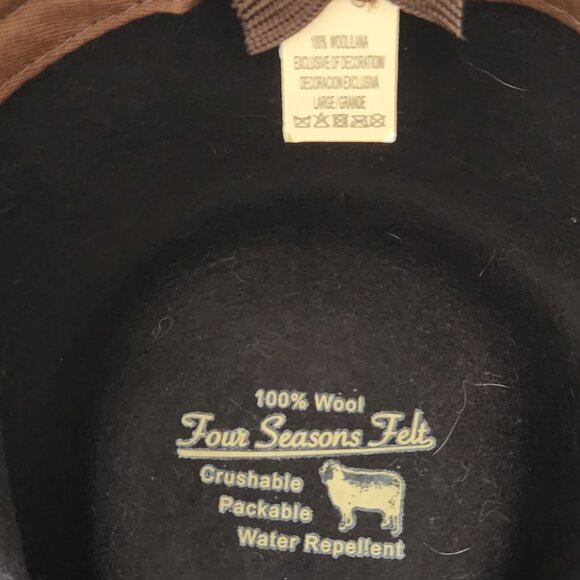 100% WOOL/LANA
EXCLUSIVE OF DECORATION/
DECORACION EXCLUSIVA
LARGE/GRANDE
100% Wool
Four Seasons Felt
Crushable
Packable
Water Repellent